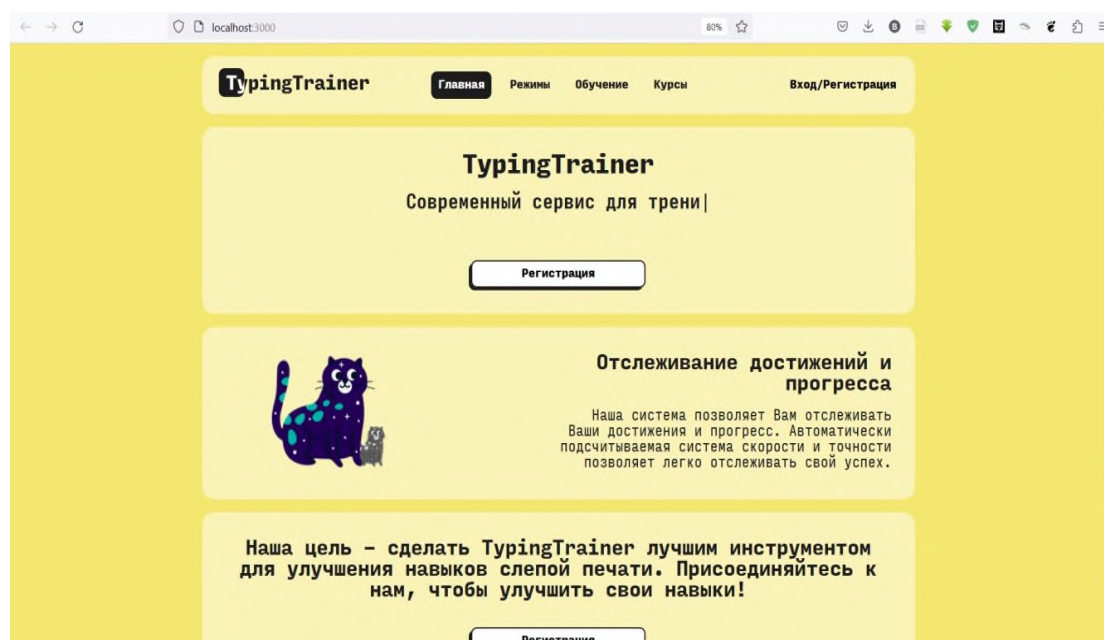 localhost:3000
80%
TypingTrainer
Главная
Режимы
Обучение
Курсы
Вход/Регистрация
TypingTrainer
Современный сервис для трени|
Регистрация
Отслеживание достижений и
прогресса
Наша система позволяет Вам отслеживать
Ваши достижения и прогресс. Автоматически
подсчитываемая система скорости и точности
позволяет легко отслеживать свой успех.
Наша цель – сделать TypingTrainer лучшим инструментом
для улучшения навыков слепой печати. Присоединяйтесь к
нам, чтобы улучшить свои навыки!
Регистрация